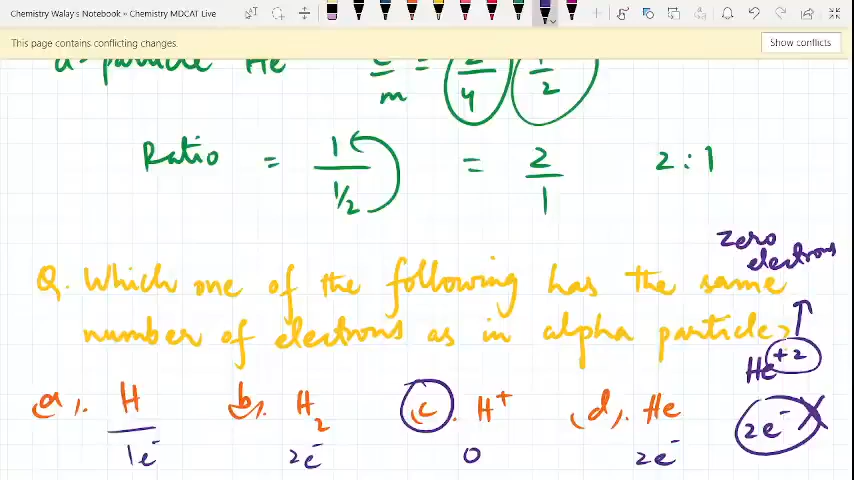 Chemistry Walay's Notebook » Chemistry MDCAT Live
This page contains conflicting changes.
Show conflicts
α-particle He e/m = 2/4 1/2
Ratio = 1 / 1/2 = 2/1 2:1
Zero
electrons
Q. Which one of the following has the same
number of electrons as in alpha particle?
He +2
(a). H (b). H2 (c). H+ (d). He
2e-
1e- 2e- 0 2e-